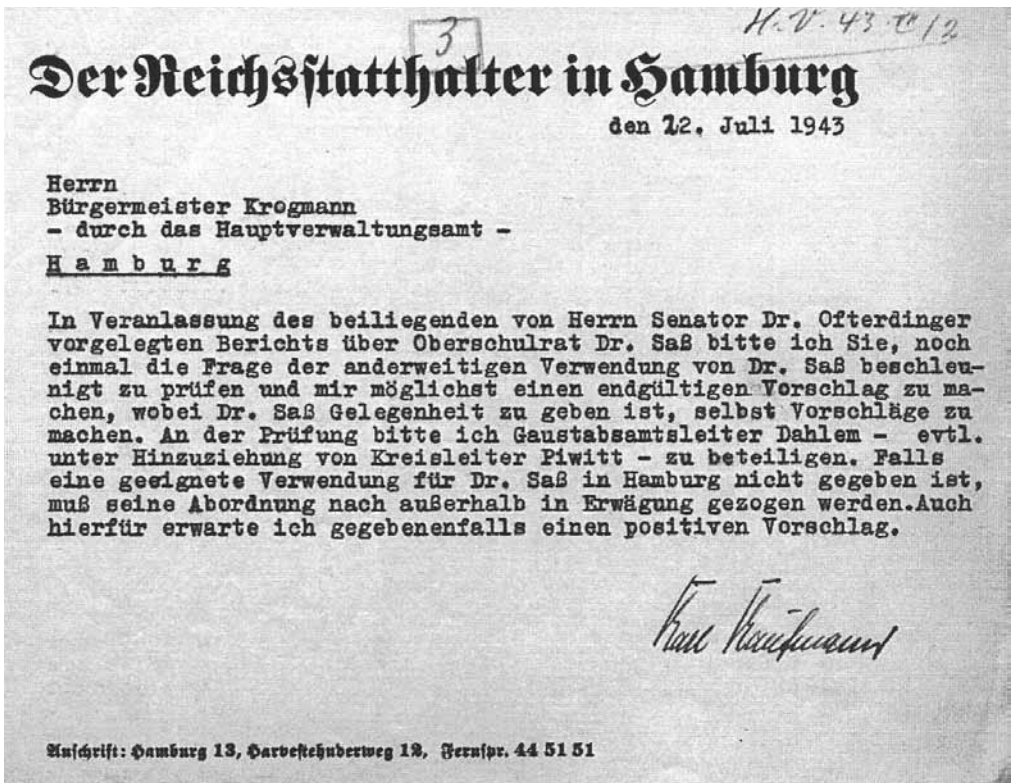 3
H.V. 43
Der Reichsstatthalter in Hamburg
den 22. Juli 1943
Herrn
Bürgermeister Krogmann
- durch das Hauptverwaltungsamt -
H a m b u r g
In Veranlassung des beiliegenden von Herrn Senator Dr. Ofterdinger
vorgelegten Berichts über Oberschulrat Dr. Saß bitte ich Sie, noch
einmal die Frage der anderweitigen Verwendung von Dr. Saß beschleu-
nigt zu prüfen und mir möglichst einen endgültigen Vorschlag zu ma-
chen, wobei Dr. Saß Gelegenheit zu geben ist, selbst Vorschläge zu
machen. An der Prüfung bitte ich Gaustabsamtsleiter Dahlem - evtl.
unter Hinzuziehung von Kreisleiter Piwitt - zu beteiligen. Falls
eine geeignete Verwendung für Dr. Saß in Hamburg nicht gegeben ist,
muß seine Abordnung nach außerhalb in Erwägung gezogen werden.Auch
hierfür erwarte ich gegebenenfalls einen positiven Vorschlag.
Karl Kaufmann
Anschrift: Hamburg 13, Harvestehuderweg 12, Fernspr. 44 51 51